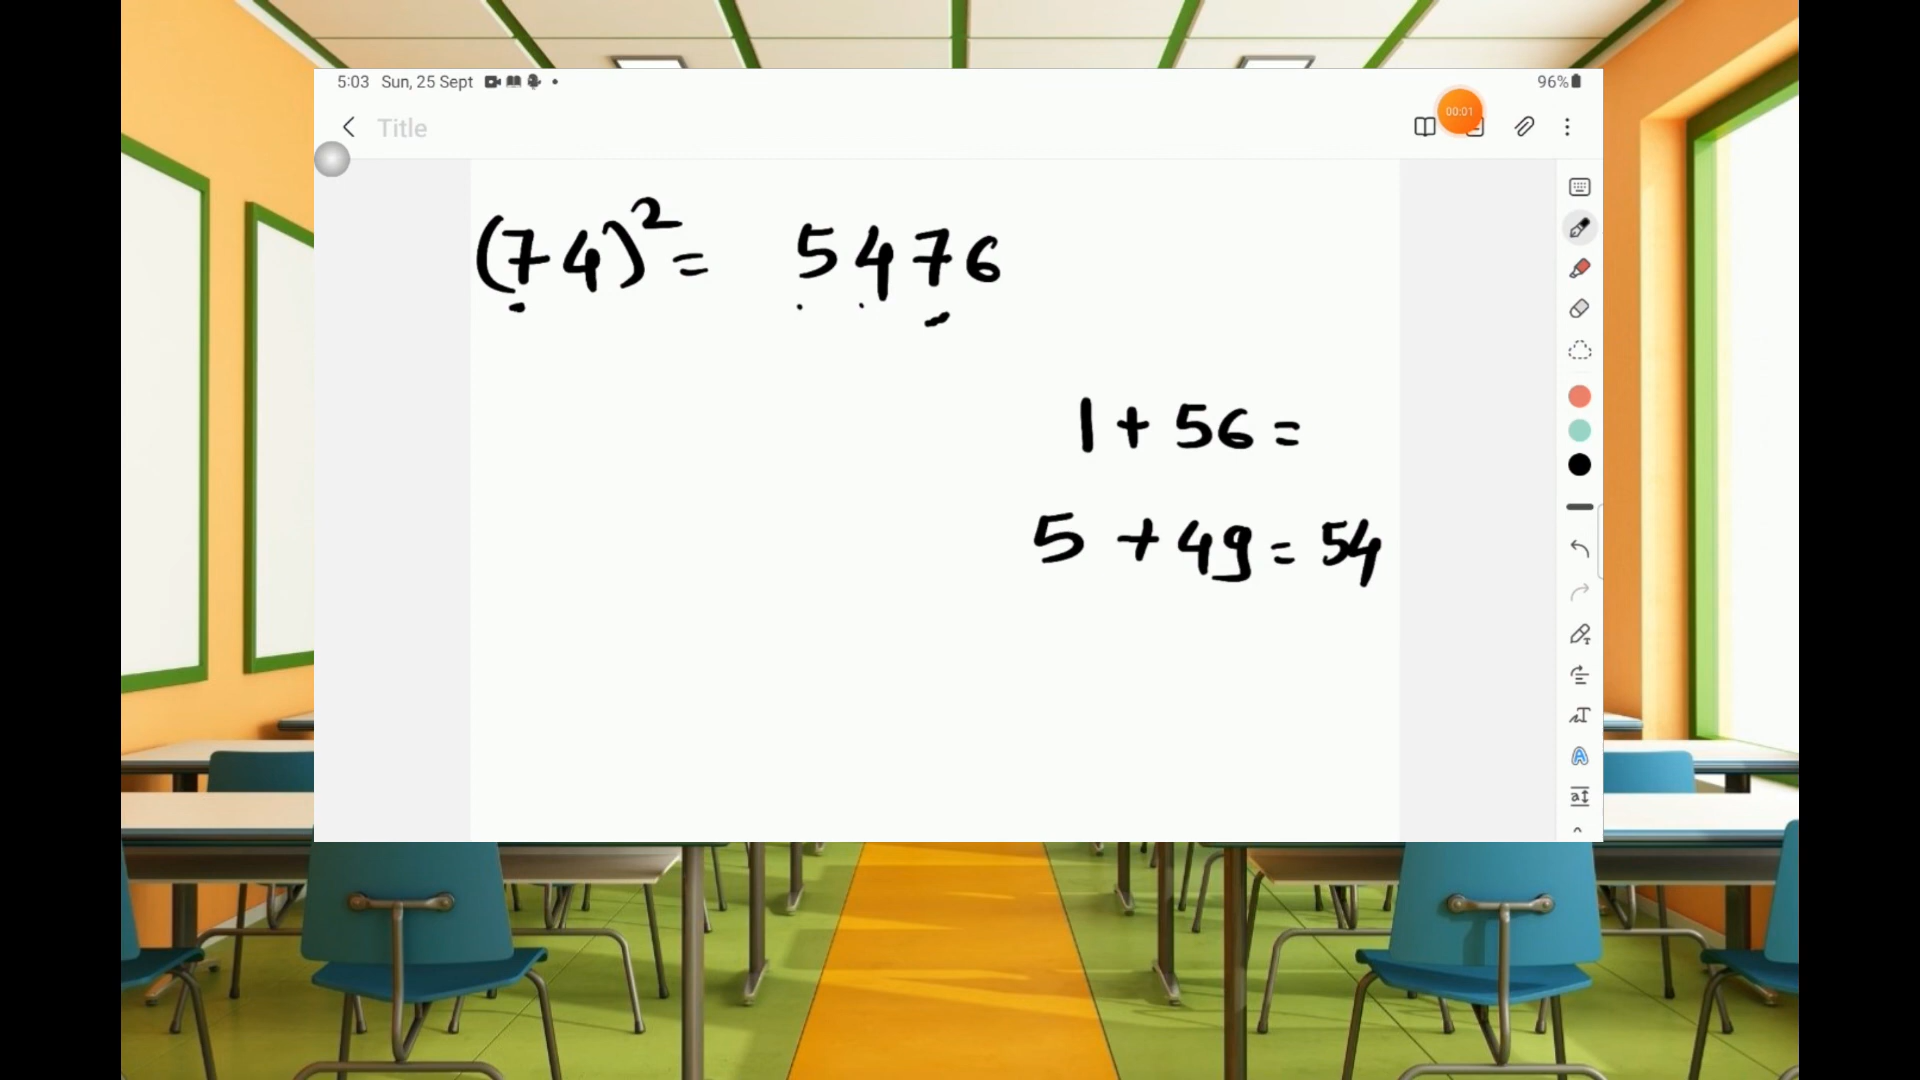 5:03 Sun, 25 Sept
96%
Title
00:01
(74)² = 5476
1 + 56 =
5 + 49 = 54